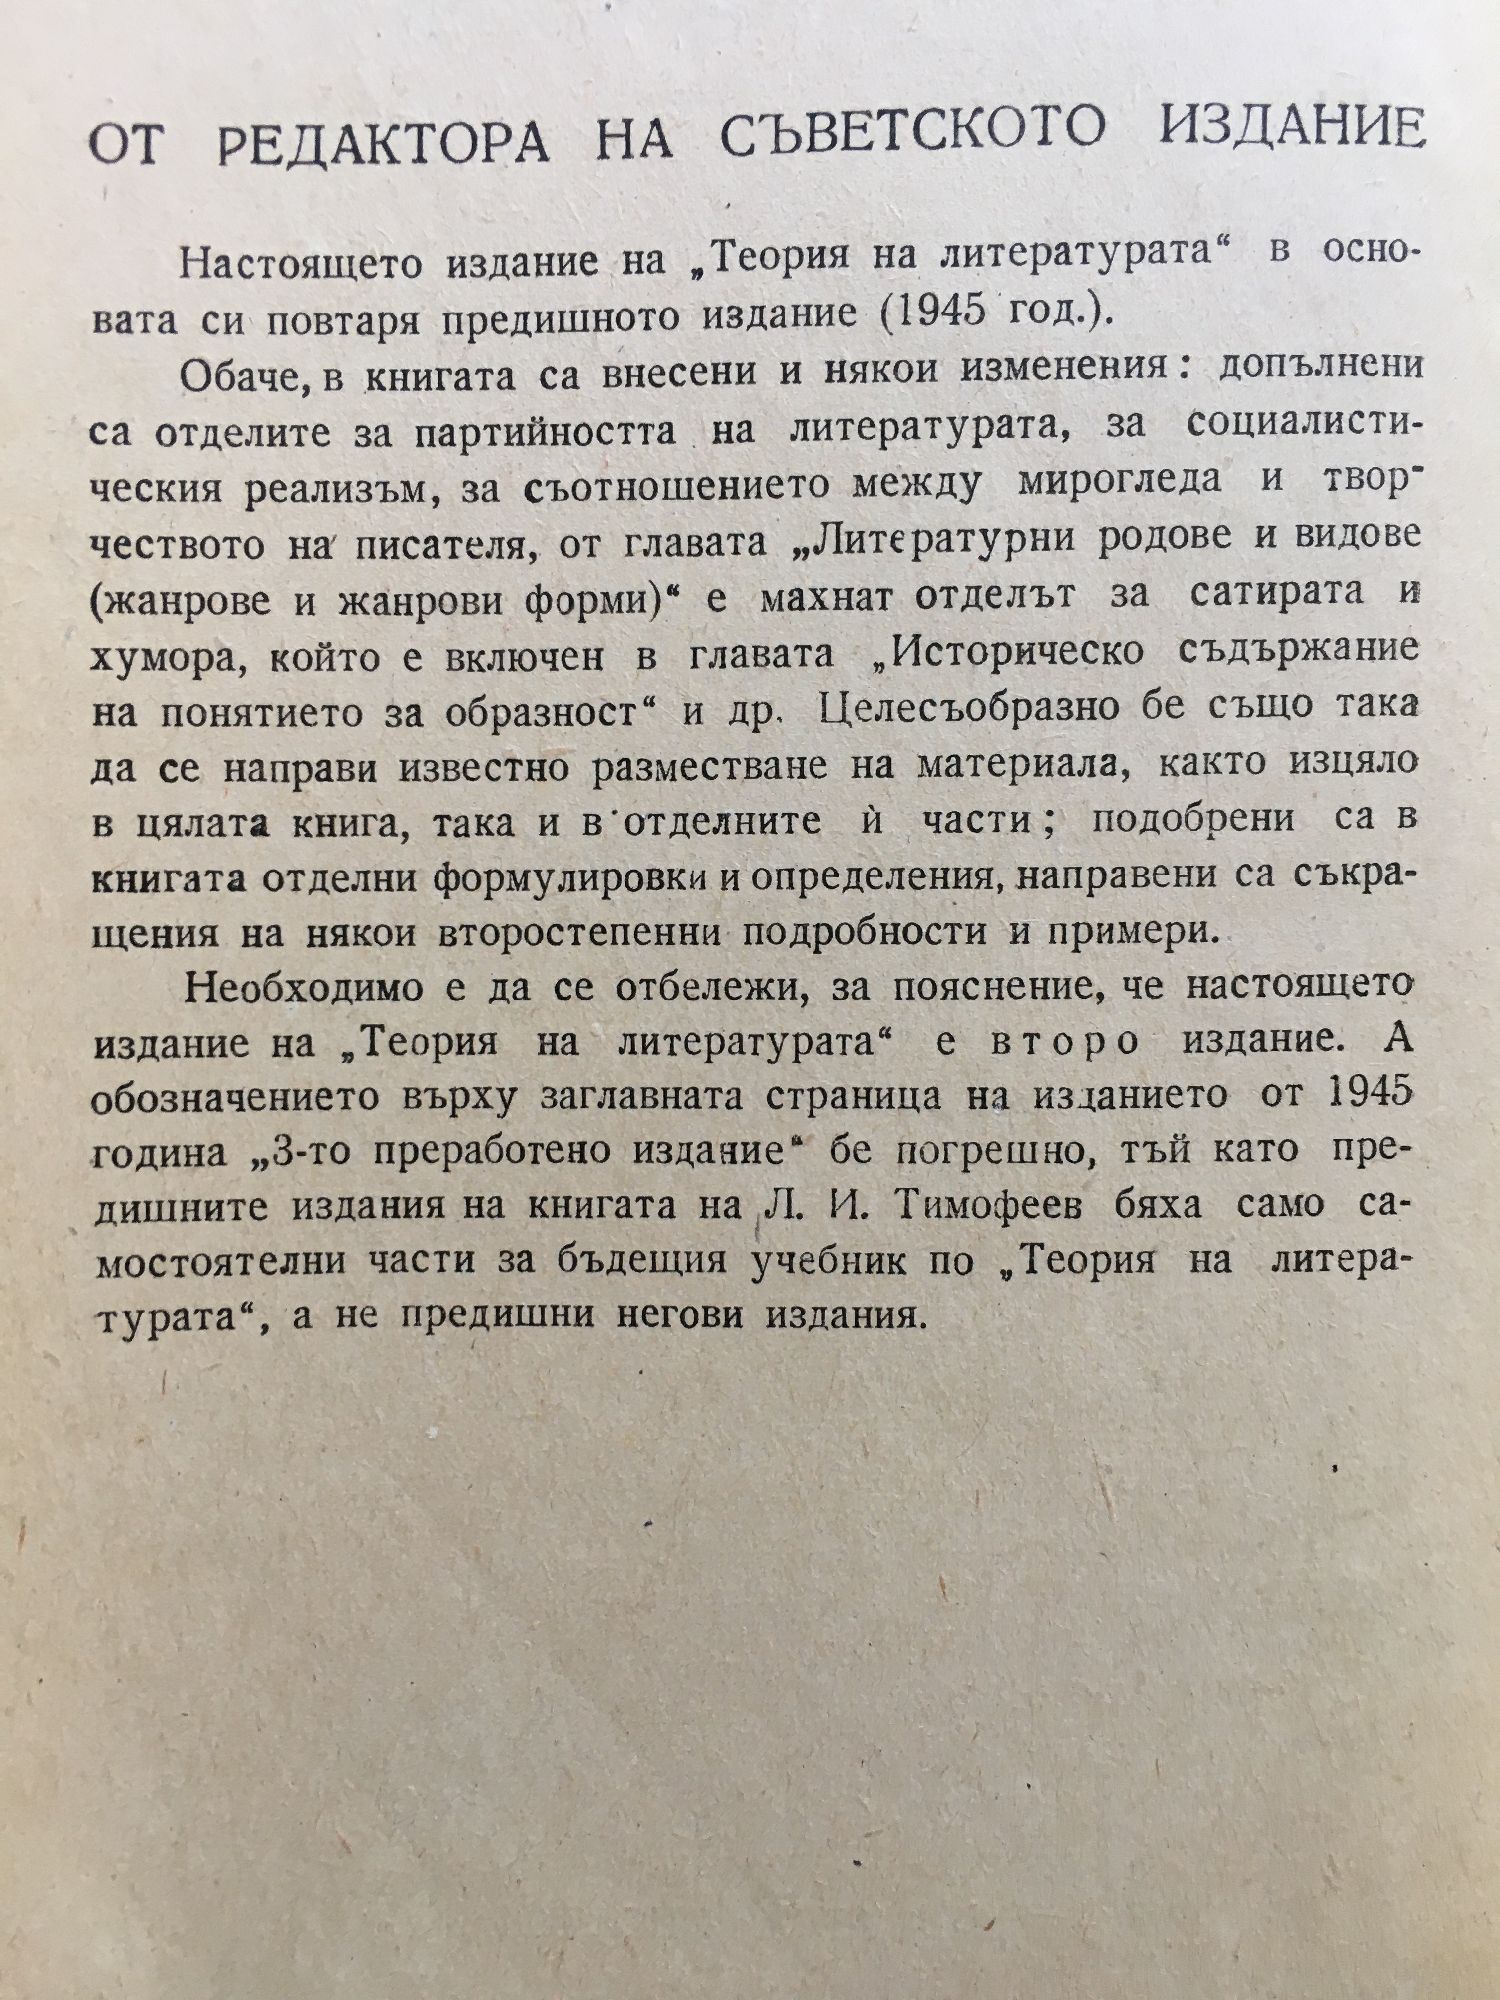 ОТ РЕДАКТОРА НА СЪВЕТСКОТО ИЗДАНИЕ
Настоящето издание на „Теория на литературата“ в осно-
вата си повтаря предишното издание (1945 год.).
Обаче, в книгата са внесени и някои изменения: допълнени
са отделите за партийността на литературата, за социалисти-
ческия реализъм, за съотношението между мирогледа и твор-
чеството на писателя, от главата „Литературни родове и видове
(жанрове и жанрови форми)“ е махнат отделът за сатирата и
хумора, който е включен в главата „Историческо съдържание
на понятието за образност“ и др. Целесъобразно бе също така
да се направи известно разместване на материала, както изцяло
в цялата книга, така и в отделните ѝ части; подобрени са в
книгата отделни формулировки и определения, направени са съкра-
щения на някои второстепенни подробности и примери.
Необходимо е да се отбележи, за пояснение, че настоящето
издание на „Теория на литературата“ е второ издание. А
обозначението върху заглавната страница на изданието от 1945
година „3-то преработено издание“ бе погрешно, тъй като пре-
дишните издания на книгата на Л. И. Тимофеев бяха само са-
мостоятелни части за бъдещия учебник по „Теория на литера-
турата“, а не предишни негови издания.